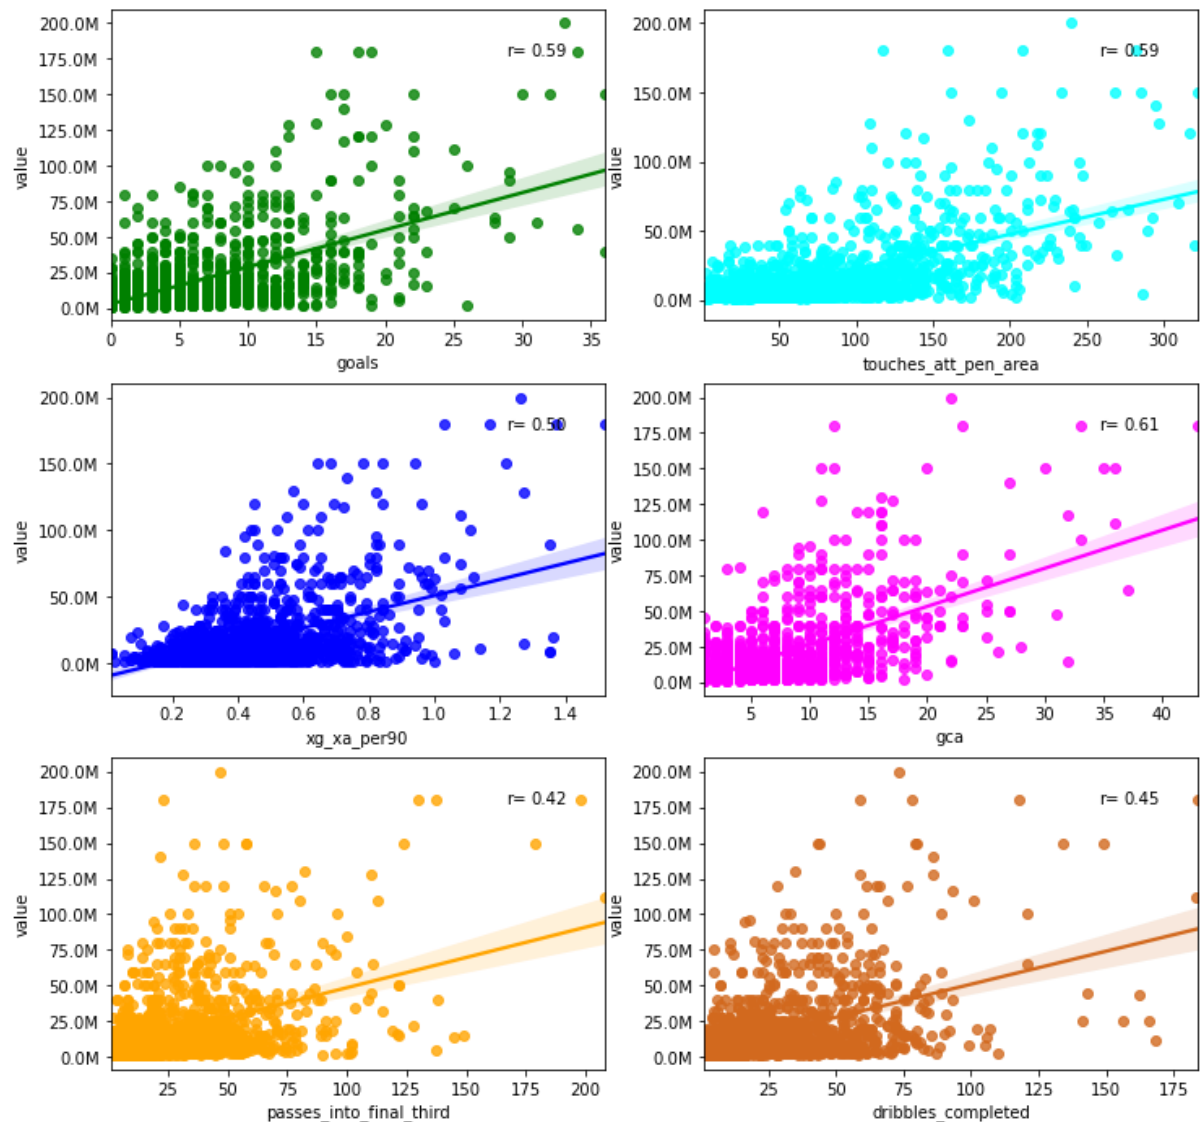 200.0M
175.0M
150.0M
125.0M
100.0M
75.0M
50.0M
25.0M
0.0M
value
r= 0.59
0 5 10 15 20 25 30 35
goals
200.0M
150.0M
100.0M
50.0M
0.0M
value
r= 0.59
50 100 150 200 250 300
touches_att_pen_area
200.0M
150.0M
100.0M
50.0M
0.0M
value
r= 0.50
0.2 0.4 0.6 0.8 1.0 1.2 1.4
xg_xa_per90
200.0M
175.0M
150.0M
125.0M
100.0M
75.0M
50.0M
25.0M
0.0M
value
r= 0.61
5 10 15 20 25 30 35 40
gca
200.0M
175.0M
150.0M
125.0M
100.0M
75.0M
50.0M
25.0M
0.0M
value
r= 0.42
25 50 75 100 125 150 175 200
passes_into_final_third
200.0M
175.0M
150.0M
125.0M
100.0M
75.0M
50.0M
25.0M
0.0M
value
r= 0.45
25 50 75 100 125 150 175
dribbles_completed